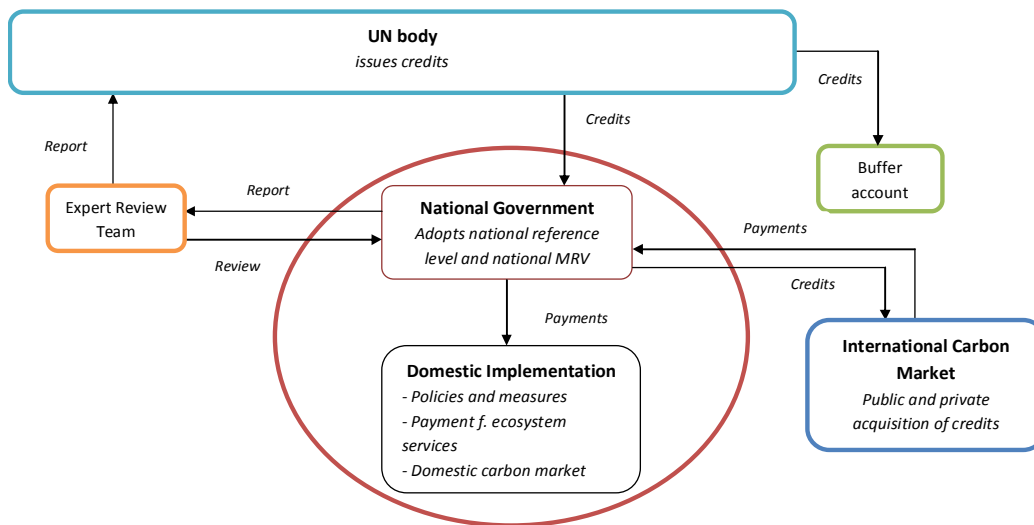 UN body
issues credits
Credits
Credits
Report
Buffer
account
Expert Review
Team
Report
Review
National Government
Adopts national reference
level and national MRV
Payments
Credits
Payments
International Carbon
Market
Public and private
acquisition of credits
Domestic Implementation
- Policies and measures
- Payment f. ecosystem
services
- Domestic carbon market